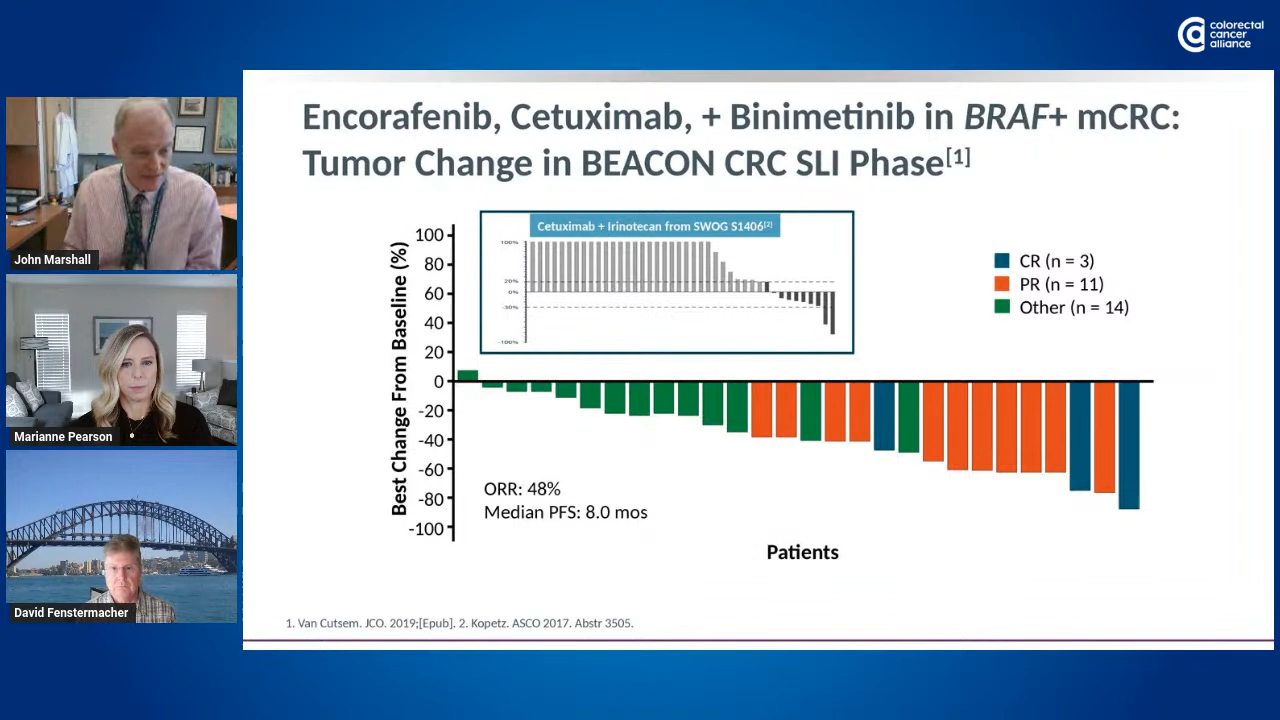 colorectal
cancer
alliance
Encorafenib, Cetuximab, + Binimetinib in BRAF+ mCRC:
Tumor Change in BEACON CRC SLI Phase[1]
Cetuximab + Irinotecan from SWOG S1406[2]
100%
20%
0%
-30%
-100%
Best Change From Baseline (%)
100
80
60
40
20
0
-20
-40
-60
-80
-100
CR (n = 3)
PR (n = 11)
Other (n = 14)
ORR: 48%
Median PFS: 8.0 mos
Patients
1. Van Cutsem. JCO. 2019;[Epub]. 2. Kopetz. ASCO 2017. Abstr 3505.
John Marshall
Marianne Pearson
David Fenstermacher